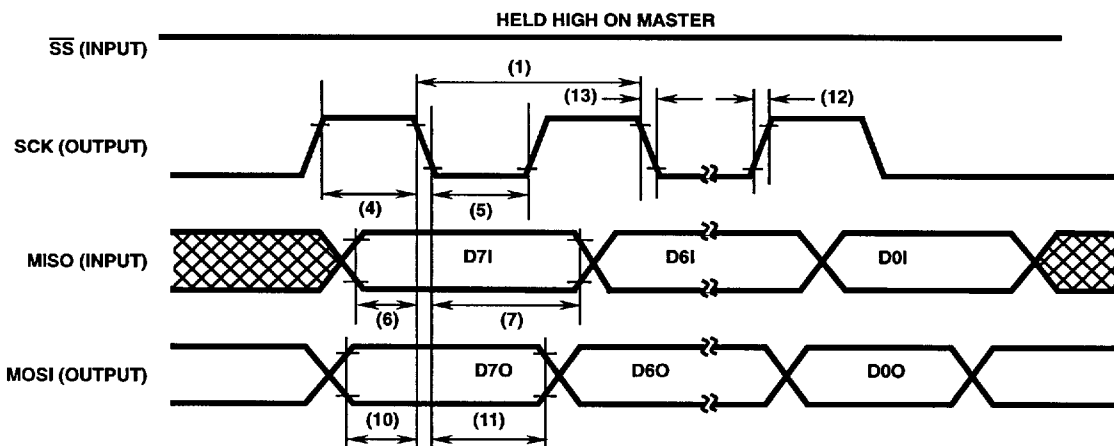 HELD HIGH ON MASTER
SS (INPUT)
(1)
(13)
(12)
SCK (OUTPUT)
(4)
(5)
MISO (INPUT)
D7I
D6I
D0I
(6)
(7)
MOSI (OUTPUT)
D7O
D6O
D0O
(10)
(11)